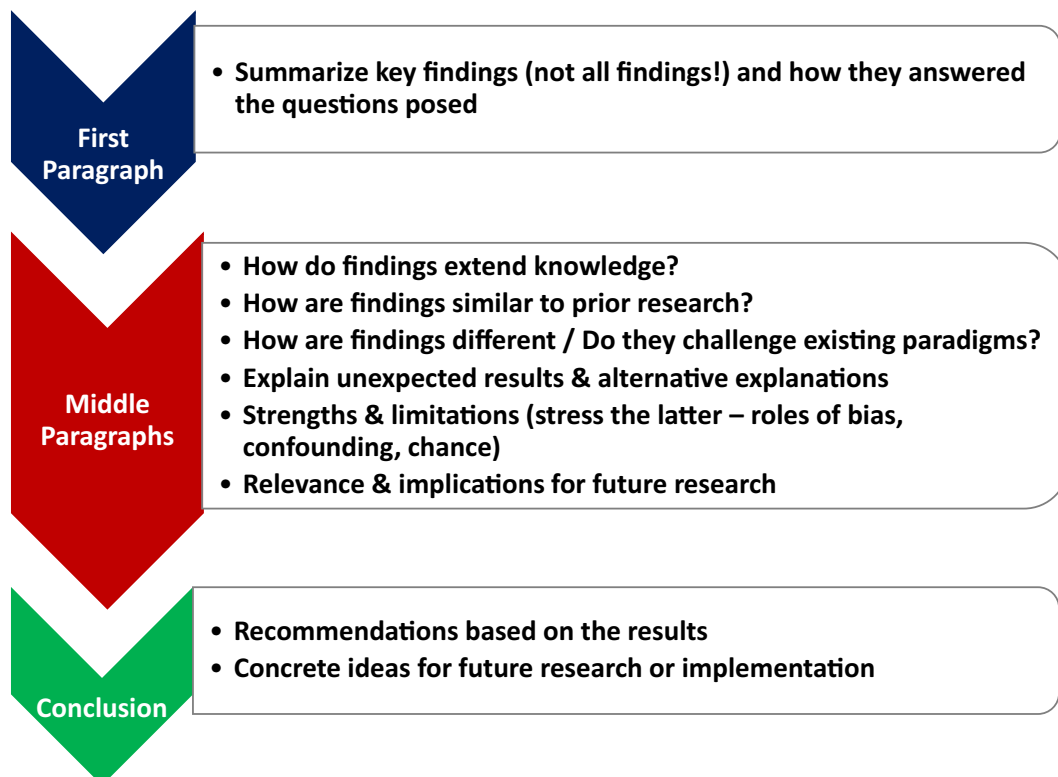 First
Paragraph
• Summarize key findings (not all findings!) and how they answered
the questions posed
Middle
Paragraphs
• How do findings extend knowledge?
• How are findings similar to prior research?
• How are findings different / Do they challenge existing paradigms?
• Explain unexpected results & alternative explanations
• Strengths & limitations (stress the latter – roles of bias,
confounding, chance)
• Relevance & implications for future research
Conclusion
• Recommendations based on the results
• Concrete ideas for future research or implementation